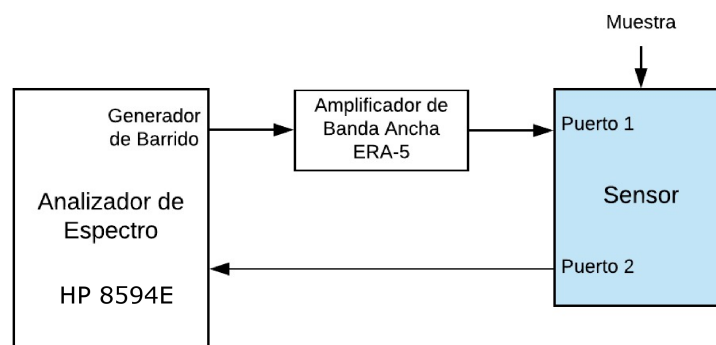 Muestra
Generador
de Barrido
Amplificador de
Banda Ancha
ERA-5
Puerto 1
Analizador de
Espectro
Sensor
HP 8594E
Puerto 2